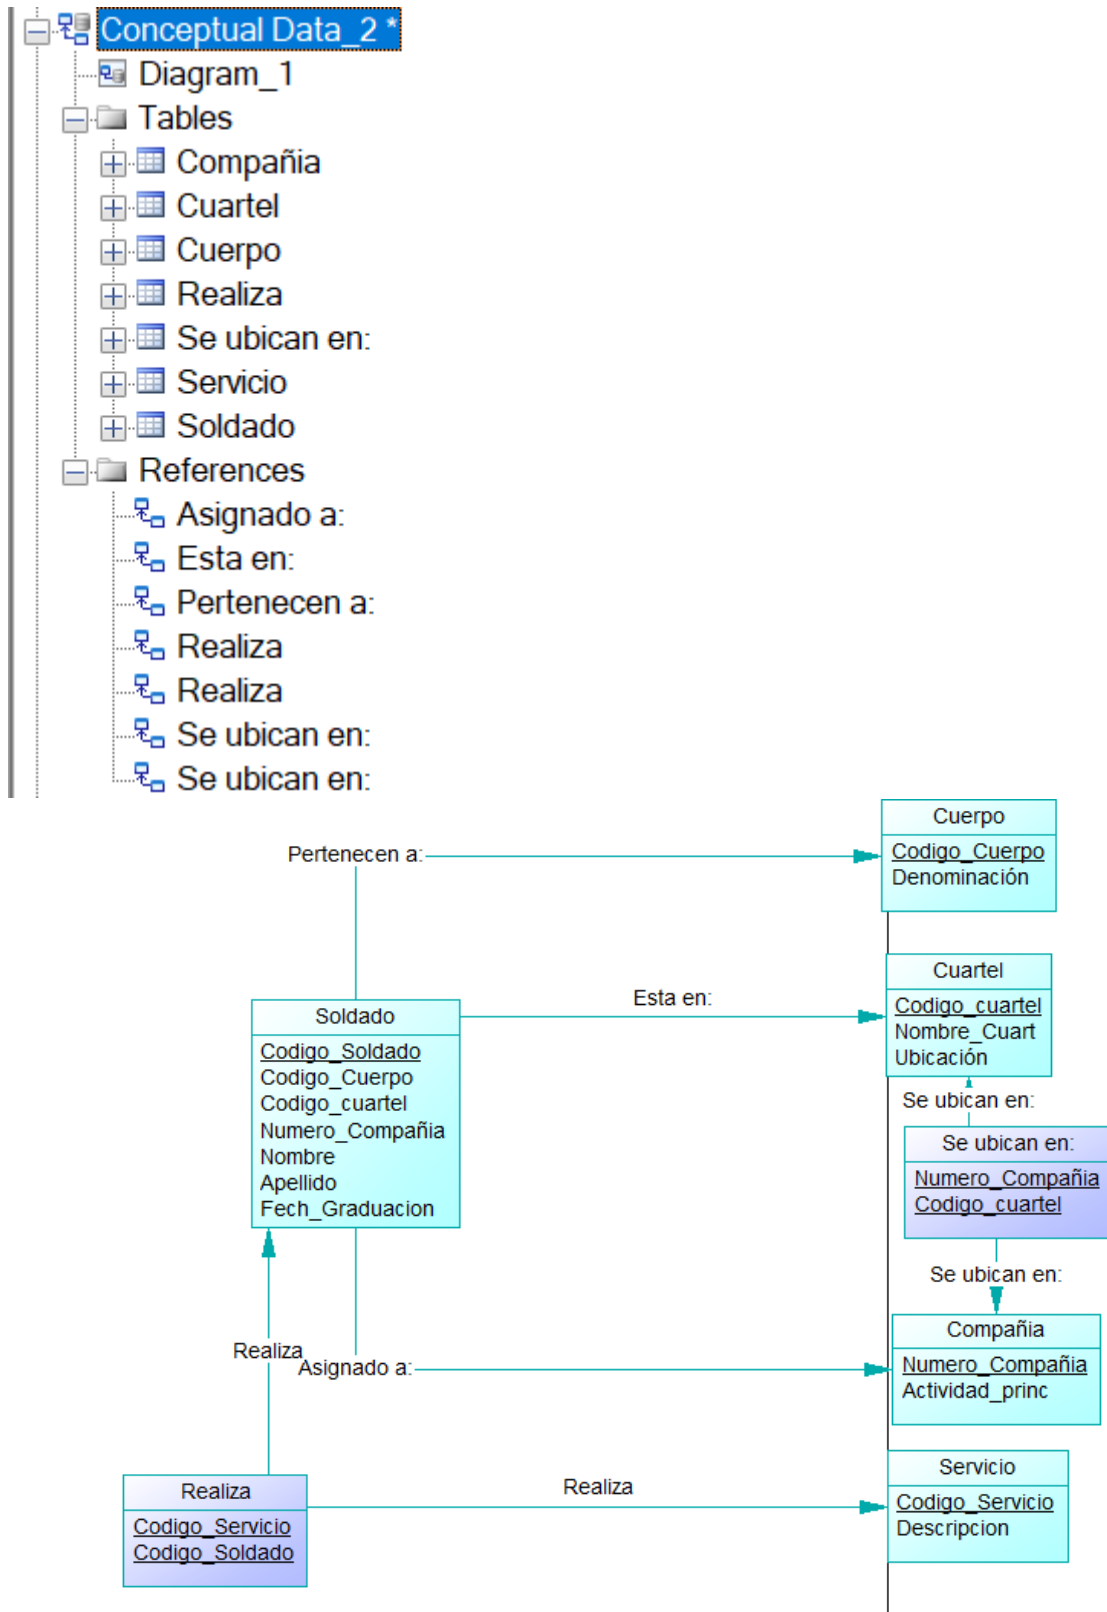 Conceptual Data_2 *
Diagram_1
Tables
Compañia
Cuartel
Cuerpo
Realiza
Se ubican en:
Servicio
Soldado
References
Asignado a:
Esta en:
Pertenecen a:
Realiza
Realiza
Se ubican en:
Se ubican en:
Cuerpo
Codigo_Cuerpo
Denominación
Pertenecen a:
Cuartel
Codigo_cuartel
Nombre_Cuart
Ubicación
Esta en:
Soldado
Codigo_Soldado
Codigo_Cuerpo
Codigo_cuartel
Numero_Compañia
Nombre
Apellido
Fech_Graduacion
Se ubican en:
Se ubican en:
Numero_Compañia
Codigo_cuartel
Se ubican en:
Compañia
Numero_Compañia
Actividad_princ
Realiza
Asignado a:
Realiza
Codigo_Servicio
Codigo_Soldado
Realiza
Servicio
Codigo_Servicio
Descripcion